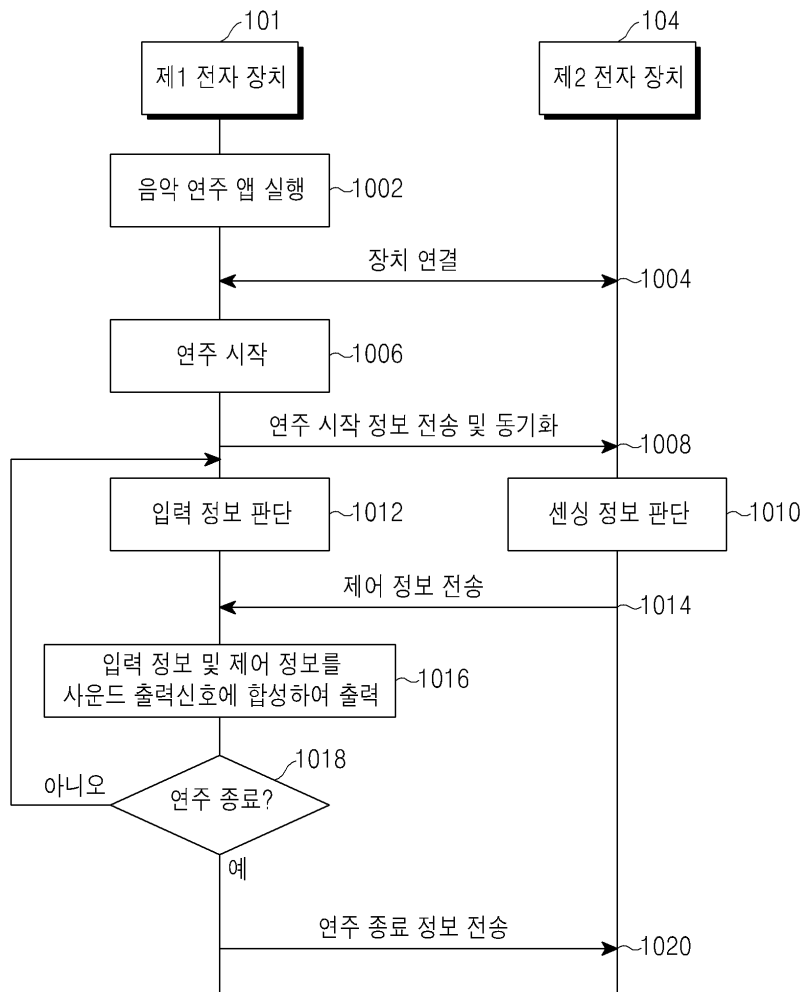 101
104
제1 전자 장치
제2 전자 장치
음악 연주 앱 실행
1002
장치 연결
1004
연주 시작
1006
연주 시작 정보 전송 및 동기화
1008
입력 정보 판단
1012
센싱 정보 판단
1010
제어 정보 전송
1014
입력 정보 및 제어 정보를
사운드 출력신호에 합성하여 출력
1016
1018
아니오
연주 종료?
예
연주 종료 정보 전송
1020